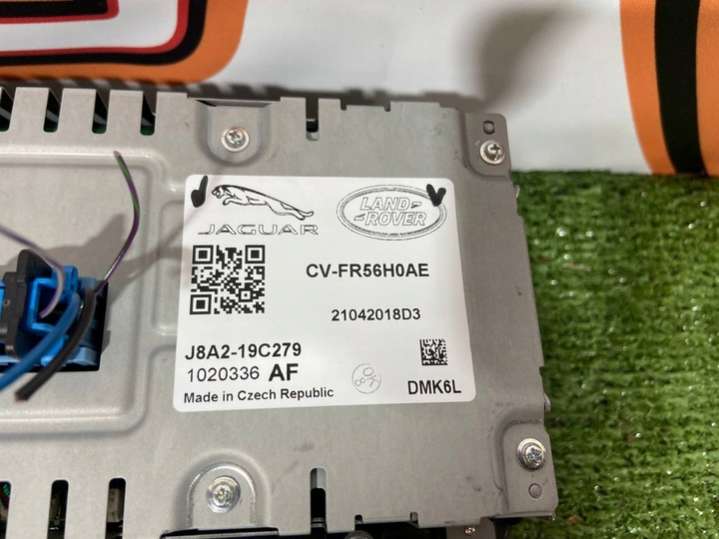 JAGUAR
LAND
ROVER
CV-FR56H0AE
21042018D3
J8A2-19C279
1020336 AF
Made in Czech Republic
DMK6L